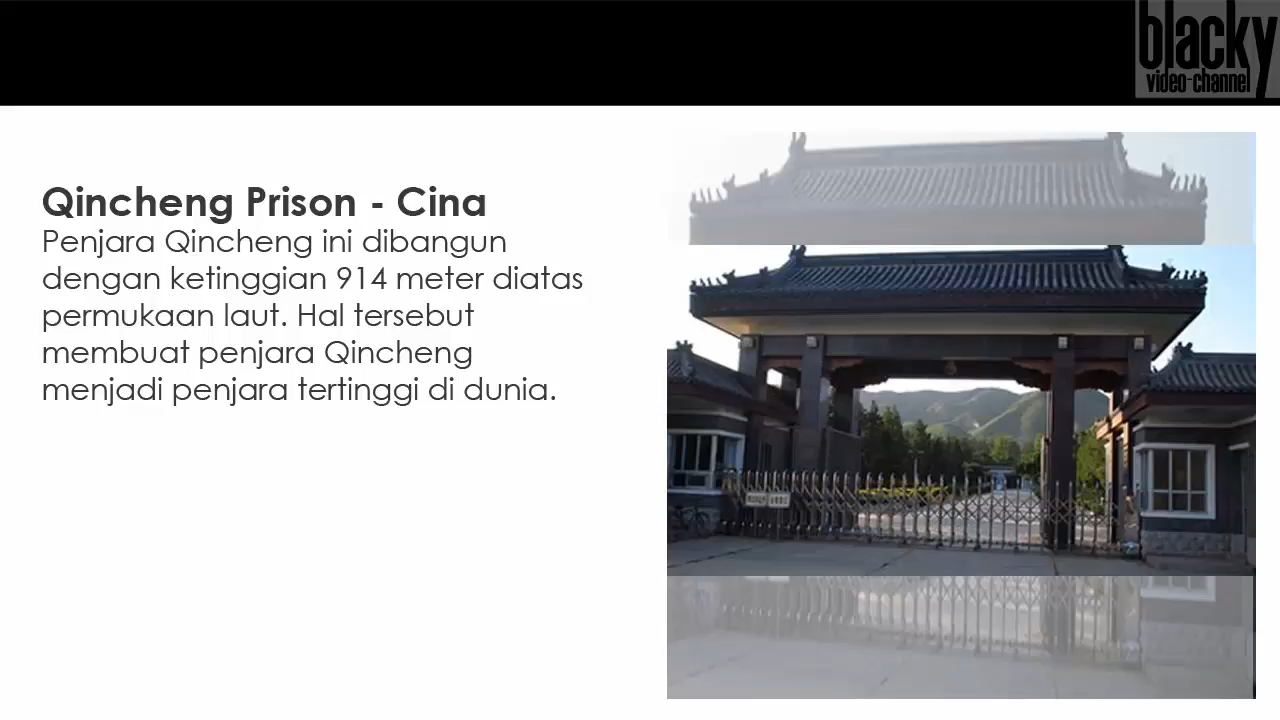 blacky
video-channel
Qincheng Prison - Cina
Penjara Qincheng ini dibangun
dengan ketinggian 914 meter diatas
permukaan laut. Hal tersebut
membuat penjara Qincheng
menjadi penjara tertinggi di dunia.